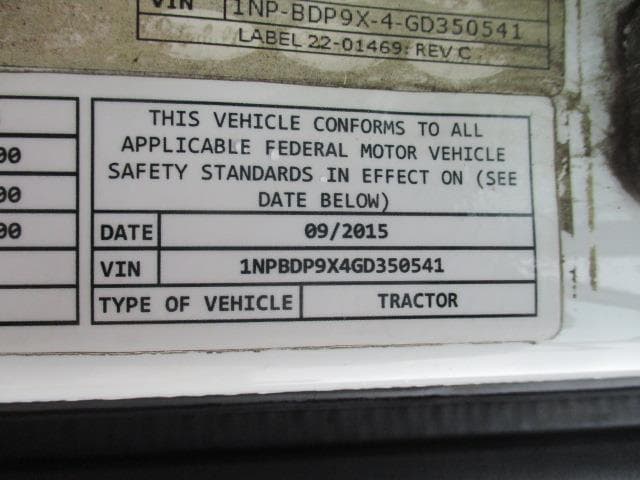 VIN 1NP-BDP9X-4-GD350541
LABEL 22-01469; REV C
THIS VEHICLE CONFORMS TO ALL
APPLICABLE FEDERAL MOTOR VEHICLE
SAFETY STANDARDS IN EFFECT ON (SEE
DATE BELOW)
00
00
00
DATE 09/2015
VIN 1NPBDP9X4GD350541
TYPE OF VEHICLE TRACTOR